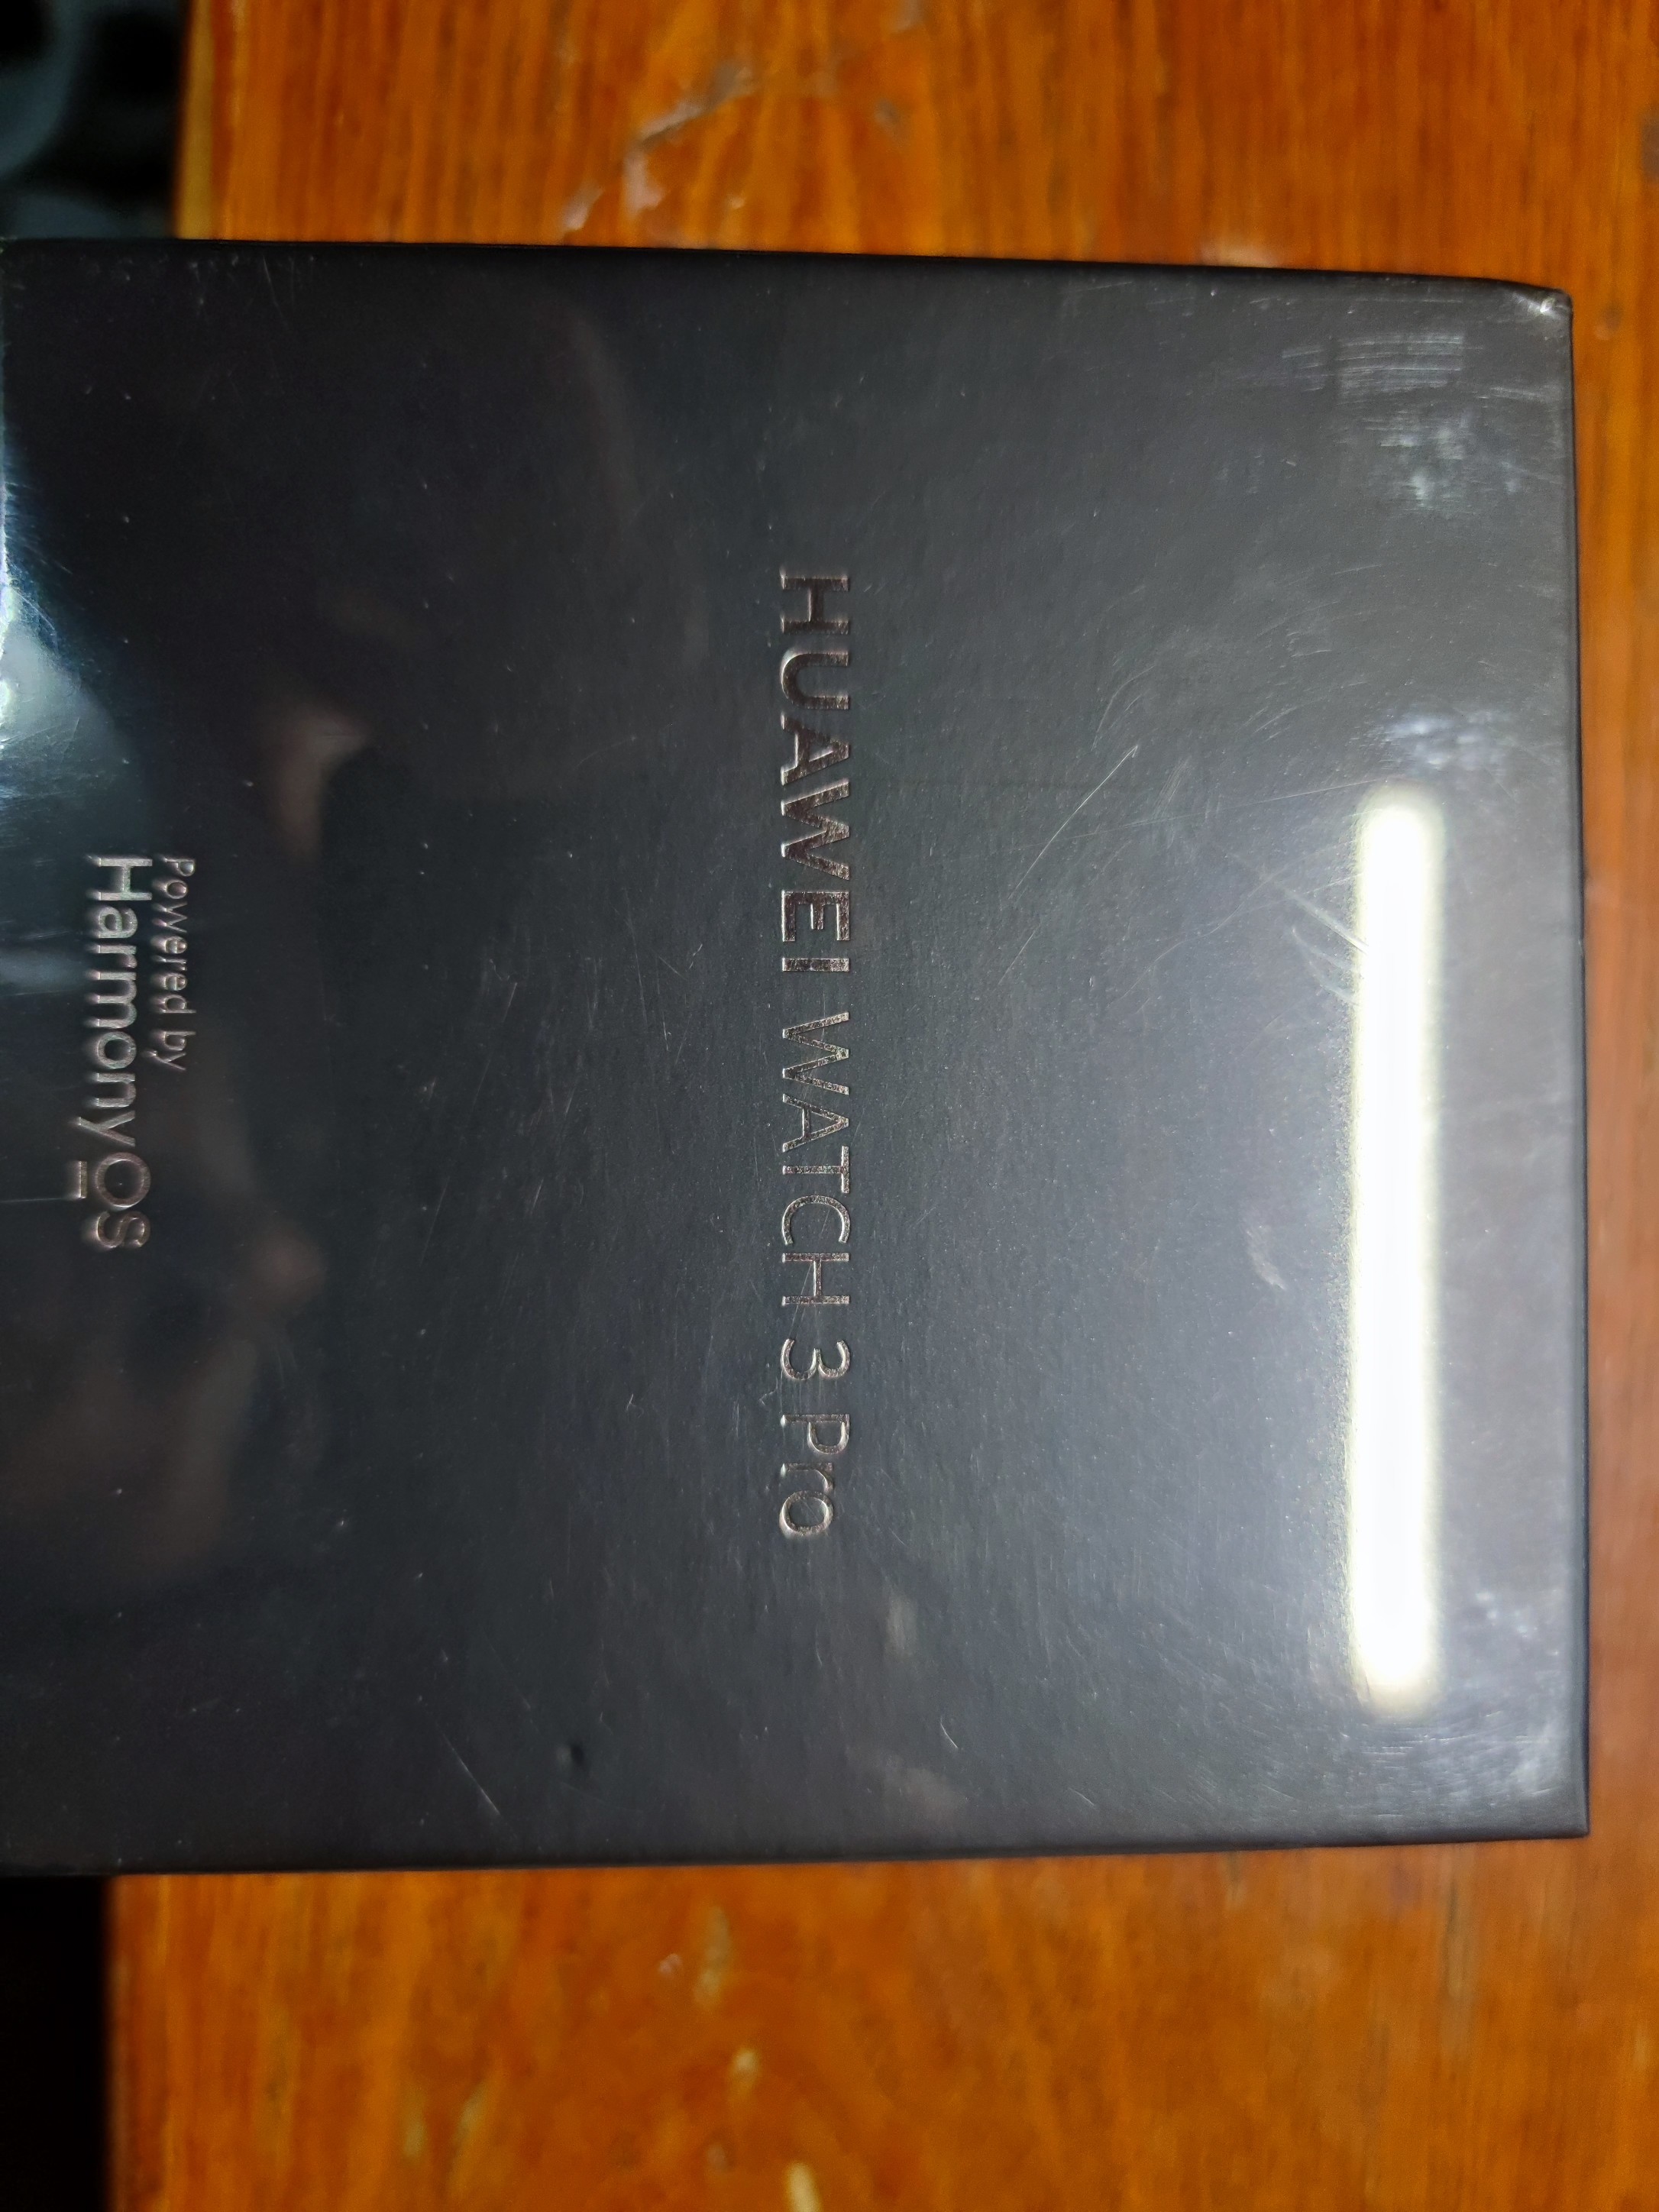 HUAWEI WATCH 3 Pro
Powered by
HarmonyOS